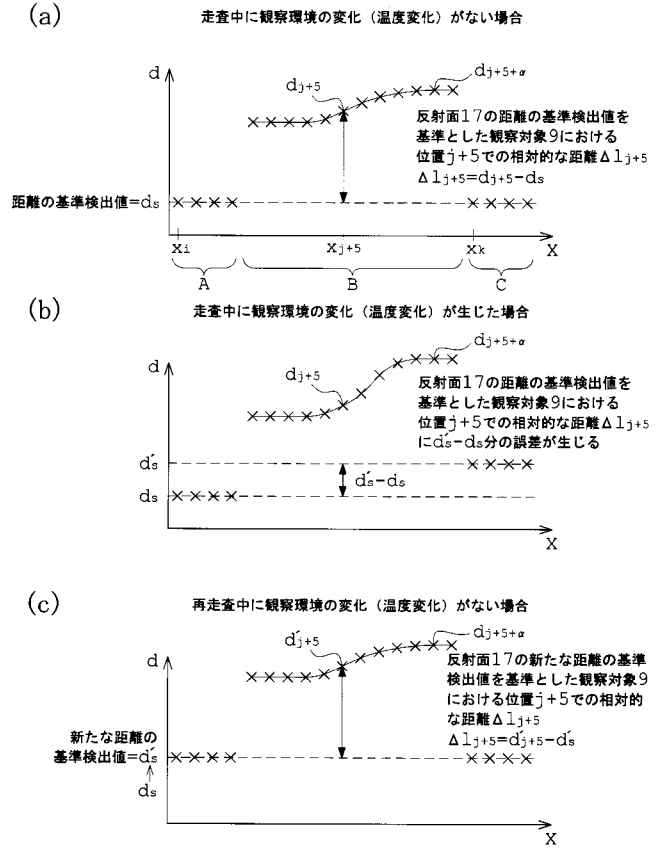 (a)
走査中に観察環境の変化（温度変化）がない場合
d
dj+5
dj+5+α
反射面17の距離の基準検出値を
基準とした観察対象9における
位置j+5での相対的な距離Δlj+5
Δlj+5=dj+5-ds
距離の基準検出値=ds
xi
xj+5
xk
X
A
B
C
(b)
走査中に観察環境の変化（温度変化）が生じた場合
d
dj+5
dj+5+α
反射面17の距離の基準検出値を
基準とした観察対象9における
位置j+5での相対的な距離Δlj+5
にd's-ds分の誤差が生じる
d's
d's-ds
ds
X
(c)
再走査中に観察環境の変化（温度変化）がない場合
d
d'j+5
dj+5+α
反射面17の新たな距離の基準
検出値を基準とした観察対象9
における位置j+5での相対的
な距離Δlj+5
Δlj+5=d'j+5-d's
新たな距離の
基準検出値=d's
ds
X